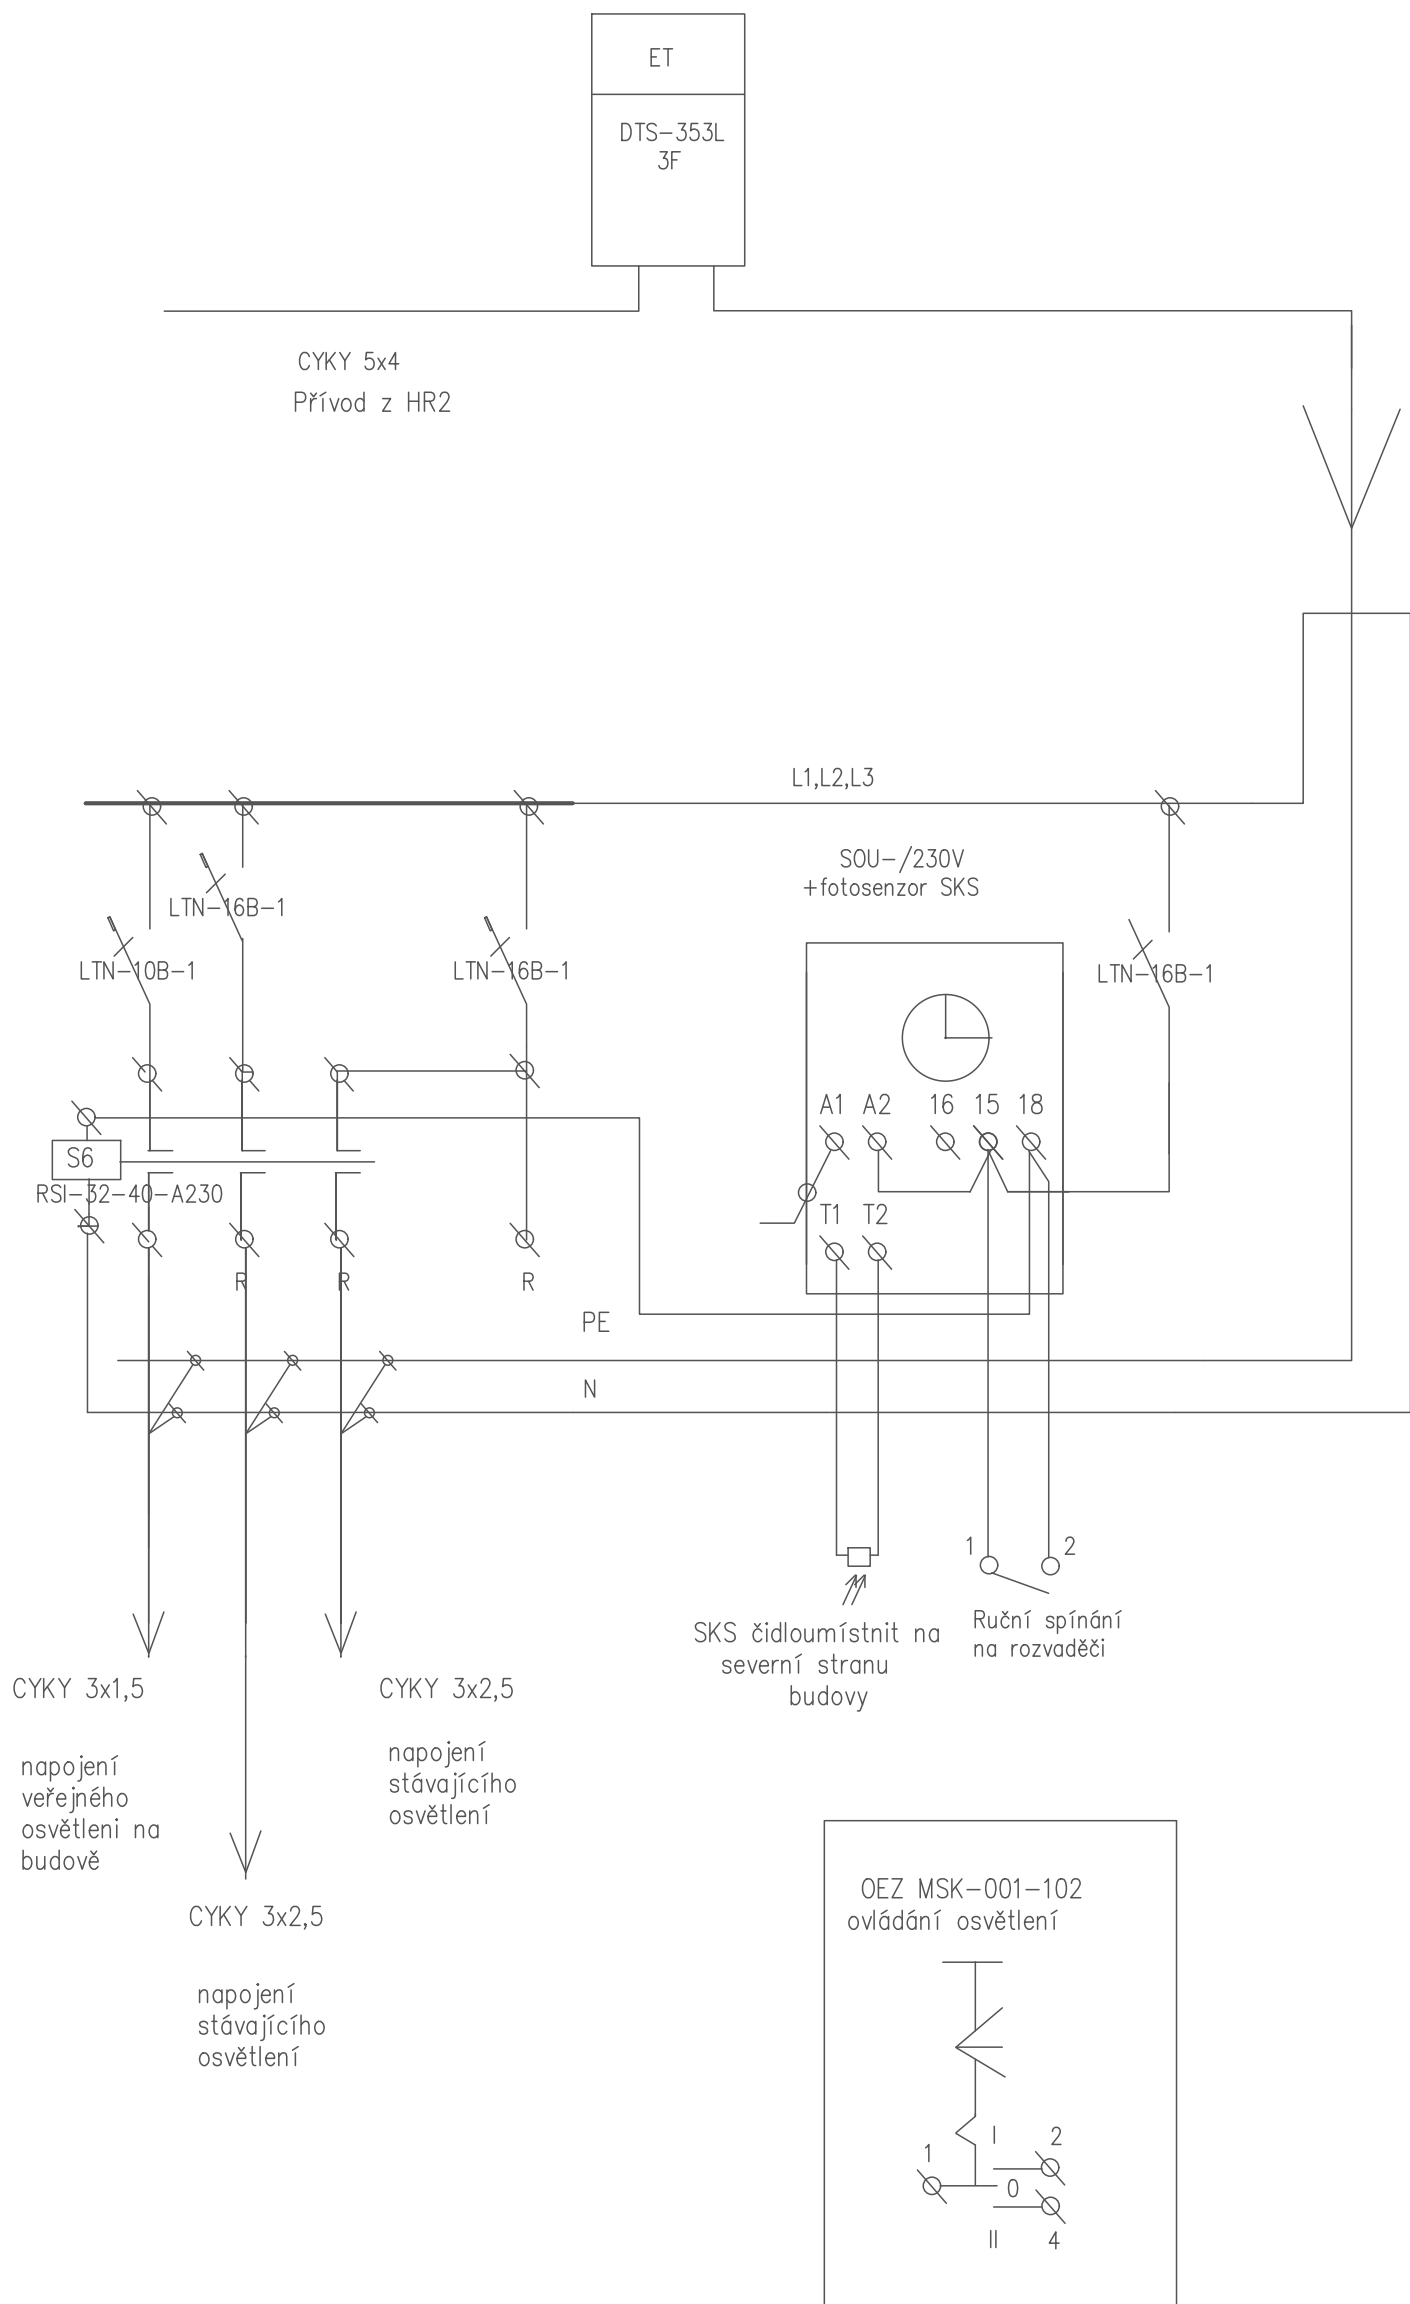 ET
DTS-353L
3F
CYKY 5x4
Přívod z HR2
L1,L2,L3
SOU-/230V
+fotosenzor SKS
LTN-16B-1
LTN-10B-1
LTN-16B-1
LTN-16B-1
A1
A2
16
15
18
S6
RSI-32-40-A230
T1
T2
R
R
R
PE
N
1
2
Ruční spínání
na rozvaděči
SKS čidloumístnit na
severní stranu
budovy
CYKY 3x1,5
napojení
veřejného
osvětleni na
budově
CYKY 3x2,5
napojení
stávajícího
osvětlení
CYKY 3x2,5
napojení
stávajícího
osvětlení
OEZ MSK-001-102
ovládání osvětlení
I
2
1
0
II
4